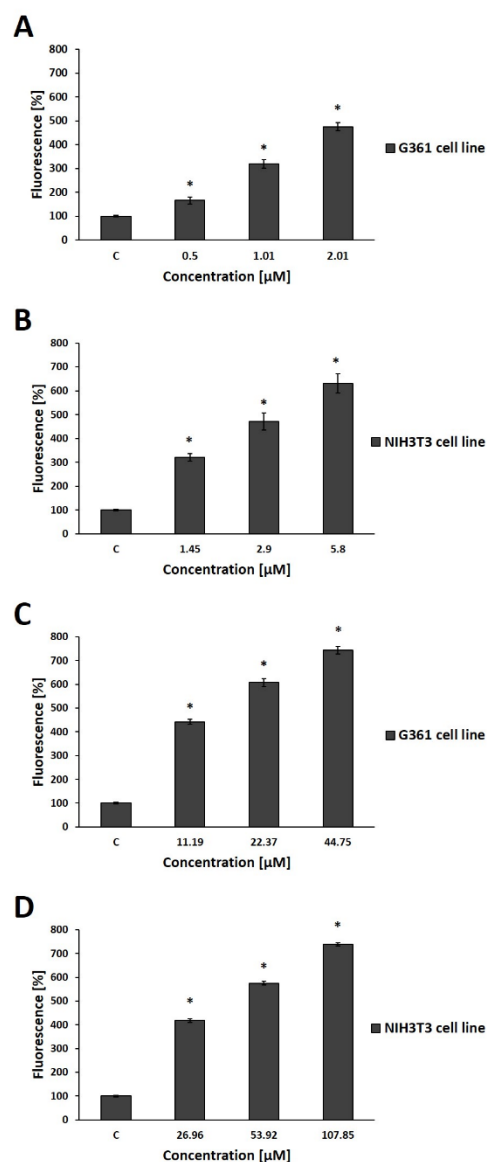 A
800
700
600
500
400
300
200
100
0
Fluorescence [%]
*
*
*
C 0.5 1.01 2.01
Concentration [µM]
G361 cell line
B
800
700
600
500
400
300
200
100
0
Fluorescence [%]
*
*
*
C 1.45 2.9 5.8
Concentration [µM]
NIH3T3 cell line
C
800
700
600
500
400
300
200
100
0
Fluorescence [%]
*
*
*
C 11.19 22.37 44.75
Concentration [µM]
G361 cell line
D
800
700
600
500
400
300
200
100
0
Fluorescence [%]
*
*
*
C 26.96 53.92 107.85
Concentration [µM]
NIH3T3 cell line